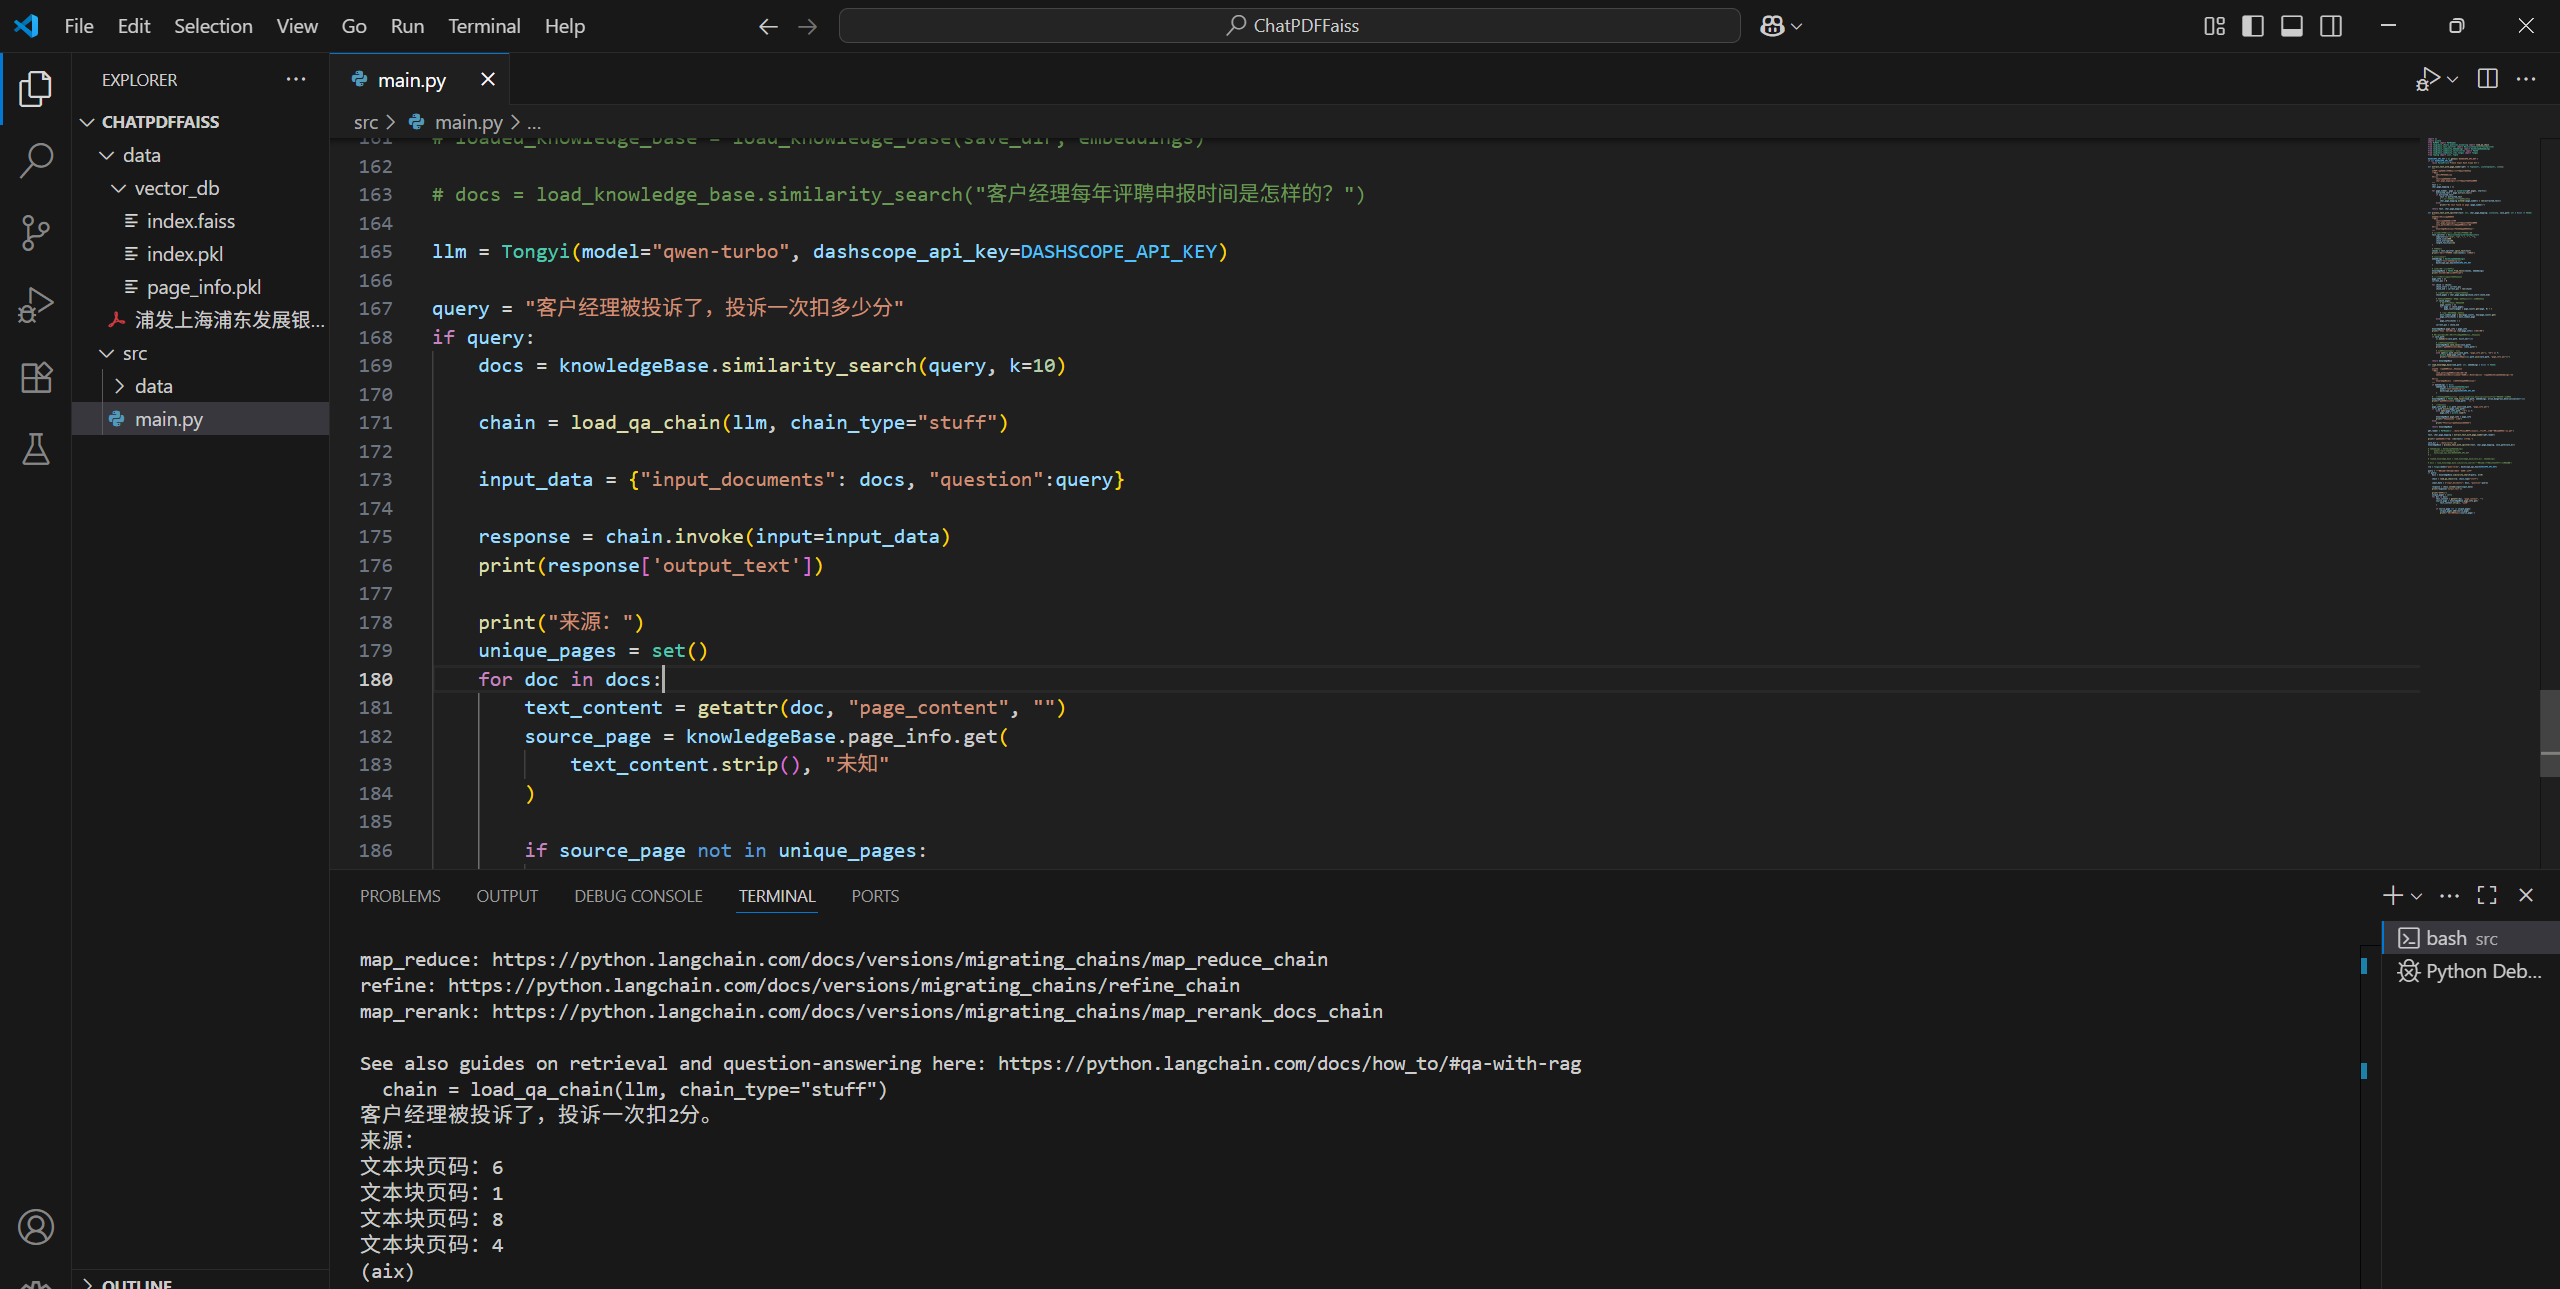 File Edit Selection View Go Run Terminal Help
ChatPDFFaiss
EXPLORER
CHATPDFFAISS
data
vector_db
index.faiss
index.pkl
page_info.pkl
浦发上海浦东发展银...
src
data
main.py
OUTLINE
main.py
src > main.py > ...
161 # loaded_knowledge_base = load_knowledge_base(save_dir, embeddings)
162
163 # docs = load_knowledge_base.similarity_search("客户经理每年评聘申报时间是怎样的？")
164
165 llm = Tongyi(model="qwen-turbo", dashscope_api_key=DASHSCOPE_API_KEY)
166
167 query = "客户经理被投诉了，投诉一次扣多少分"
168 if query:
169 docs = knowledgeBase.similarity_search(query, k=10)
170
171 chain = load_qa_chain(llm, chain_type="stuff")
172
173 input_data = {"input_documents": docs, "question":query}
174
175 response = chain.invoke(input=input_data)
176 print(response['output_text'])
177
178 print("来源：")
179 unique_pages = set()
180 for doc in docs:
181 text_content = getattr(doc, "page_content", "")
182 source_page = knowledgeBase.page_info.get(
183 text_content.strip(), "未知"
184 )
185
186 if source_page not in unique_pages:
PROBLEMS OUTPUT DEBUG CONSOLE TERMINAL PORTS
map_reduce: https://python.langchain.com/docs/versions/migrating_chains/map_reduce_chain
refine: https://python.langchain.com/docs/versions/migrating_chains/refine_chain
map_rerank: https://python.langchain.com/docs/versions/migrating_chains/map_rerank_docs_chain
See also guides on retrieval and question-answering here: https://python.langchain.com/docs/how_to/#qa-with-rag
chain = load_qa_chain(llm, chain_type="stuff")
客户经理被投诉了，投诉一次扣2分。
来源：
文本块页码：6
文本块页码：1
文本块页码：8
文本块页码：4
(aix)
bash src
Python Deb...